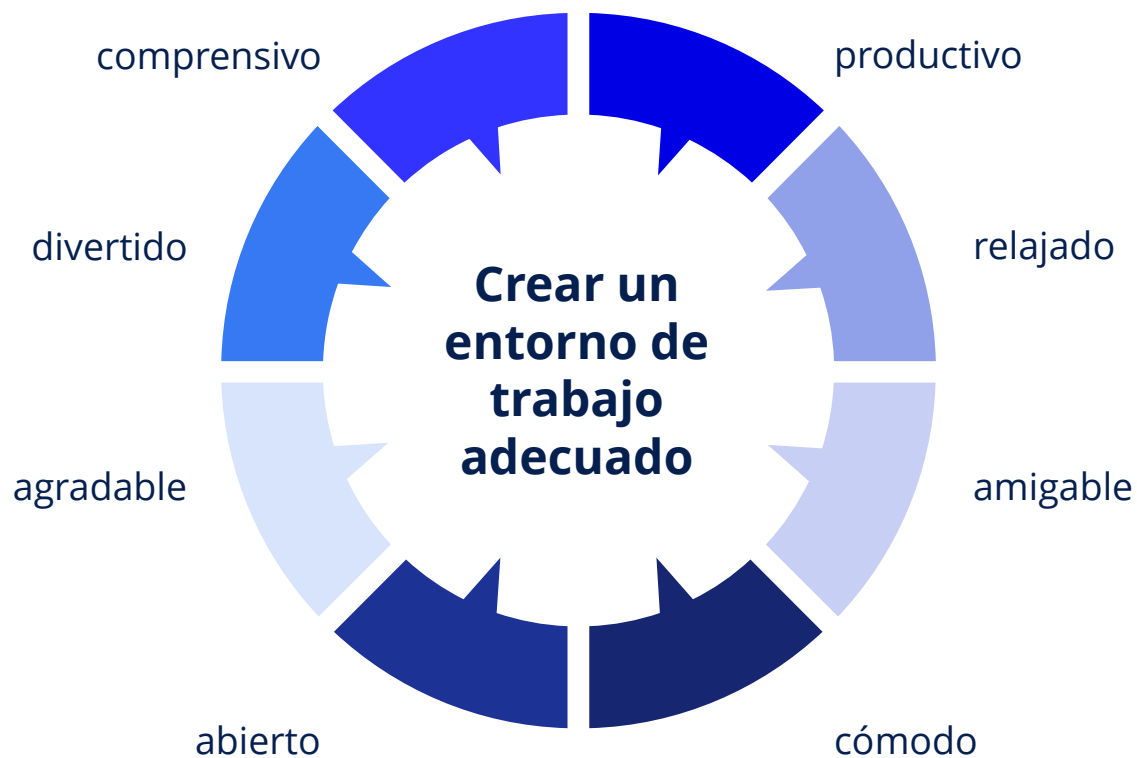 comprensivo
productivo
divertido
relajado
Crear un
entorno de
trabajo
adecuado
agradable
amigable
abierto
cómodo